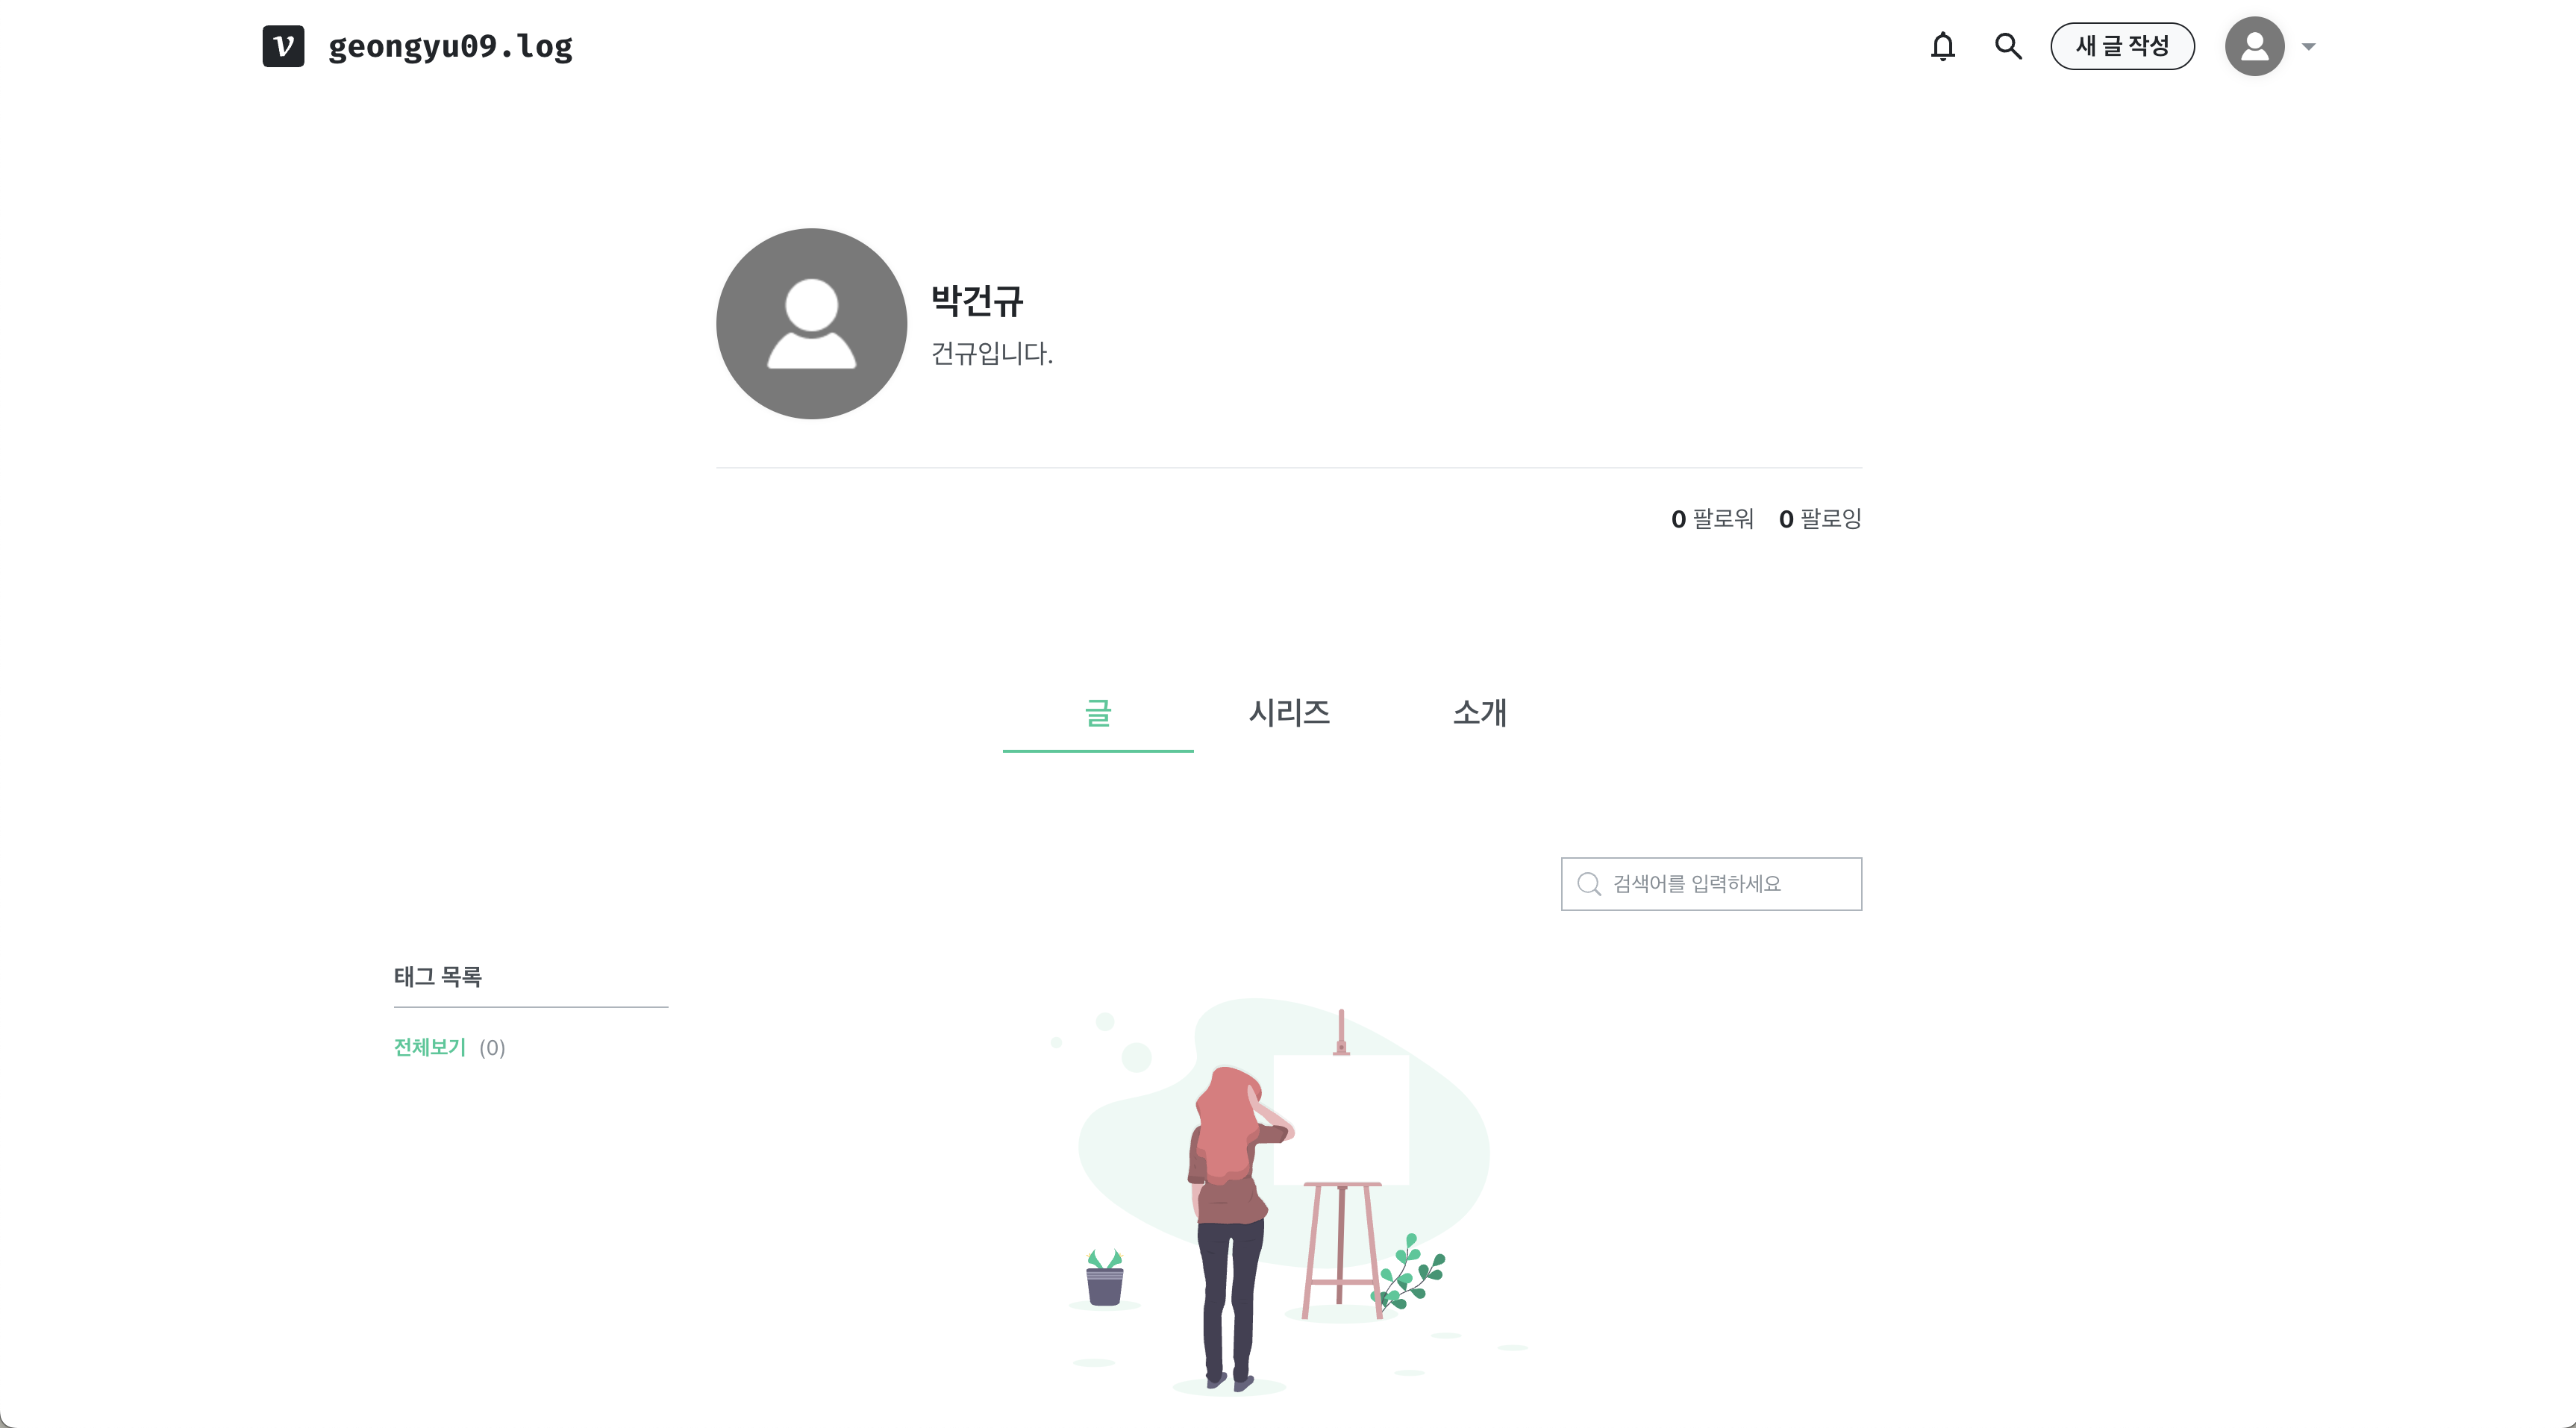 v geongyu09.log
새 글 작성
박건규
건규입니다.
0 팔로워 0 팔로잉
글 시리즈 소개
검색어를 입력하세요
태그 목록
전체보기 (0)